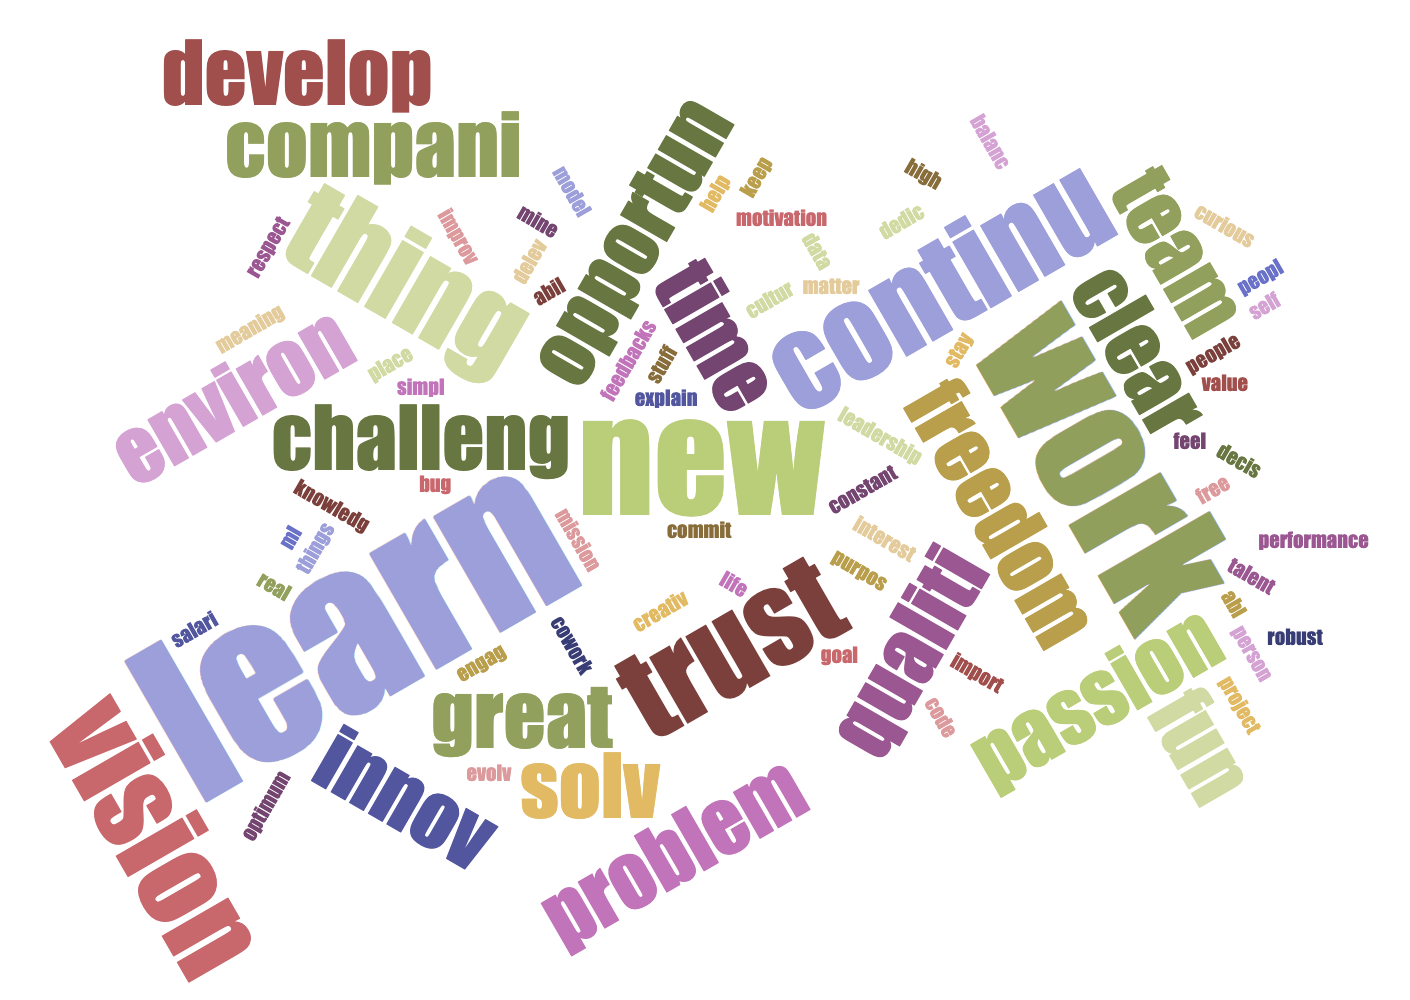 develop
compani
thing
opportun
balanc
high
keep
help
model
mine
improv
respect
delev
abil
motivation
dedic
data
continu
team
curious
peopl
self
time
cultur
matter
clear
meaning
environ
place
simpl
feedbacks
stuff
explain
stay
work
people
value
challeng
new
leadership
freedom
feel
decis
free
bug
knowledg
constant
commit
mission
interest
performance
ml
things
learn
real
life
purpos
qualiti
talent
abl
salari
creativ
trust
cowork
goal
import
person
robust
engag
great
code
passion
project
fun
vision
innov
evolv
solv
optimum
problem